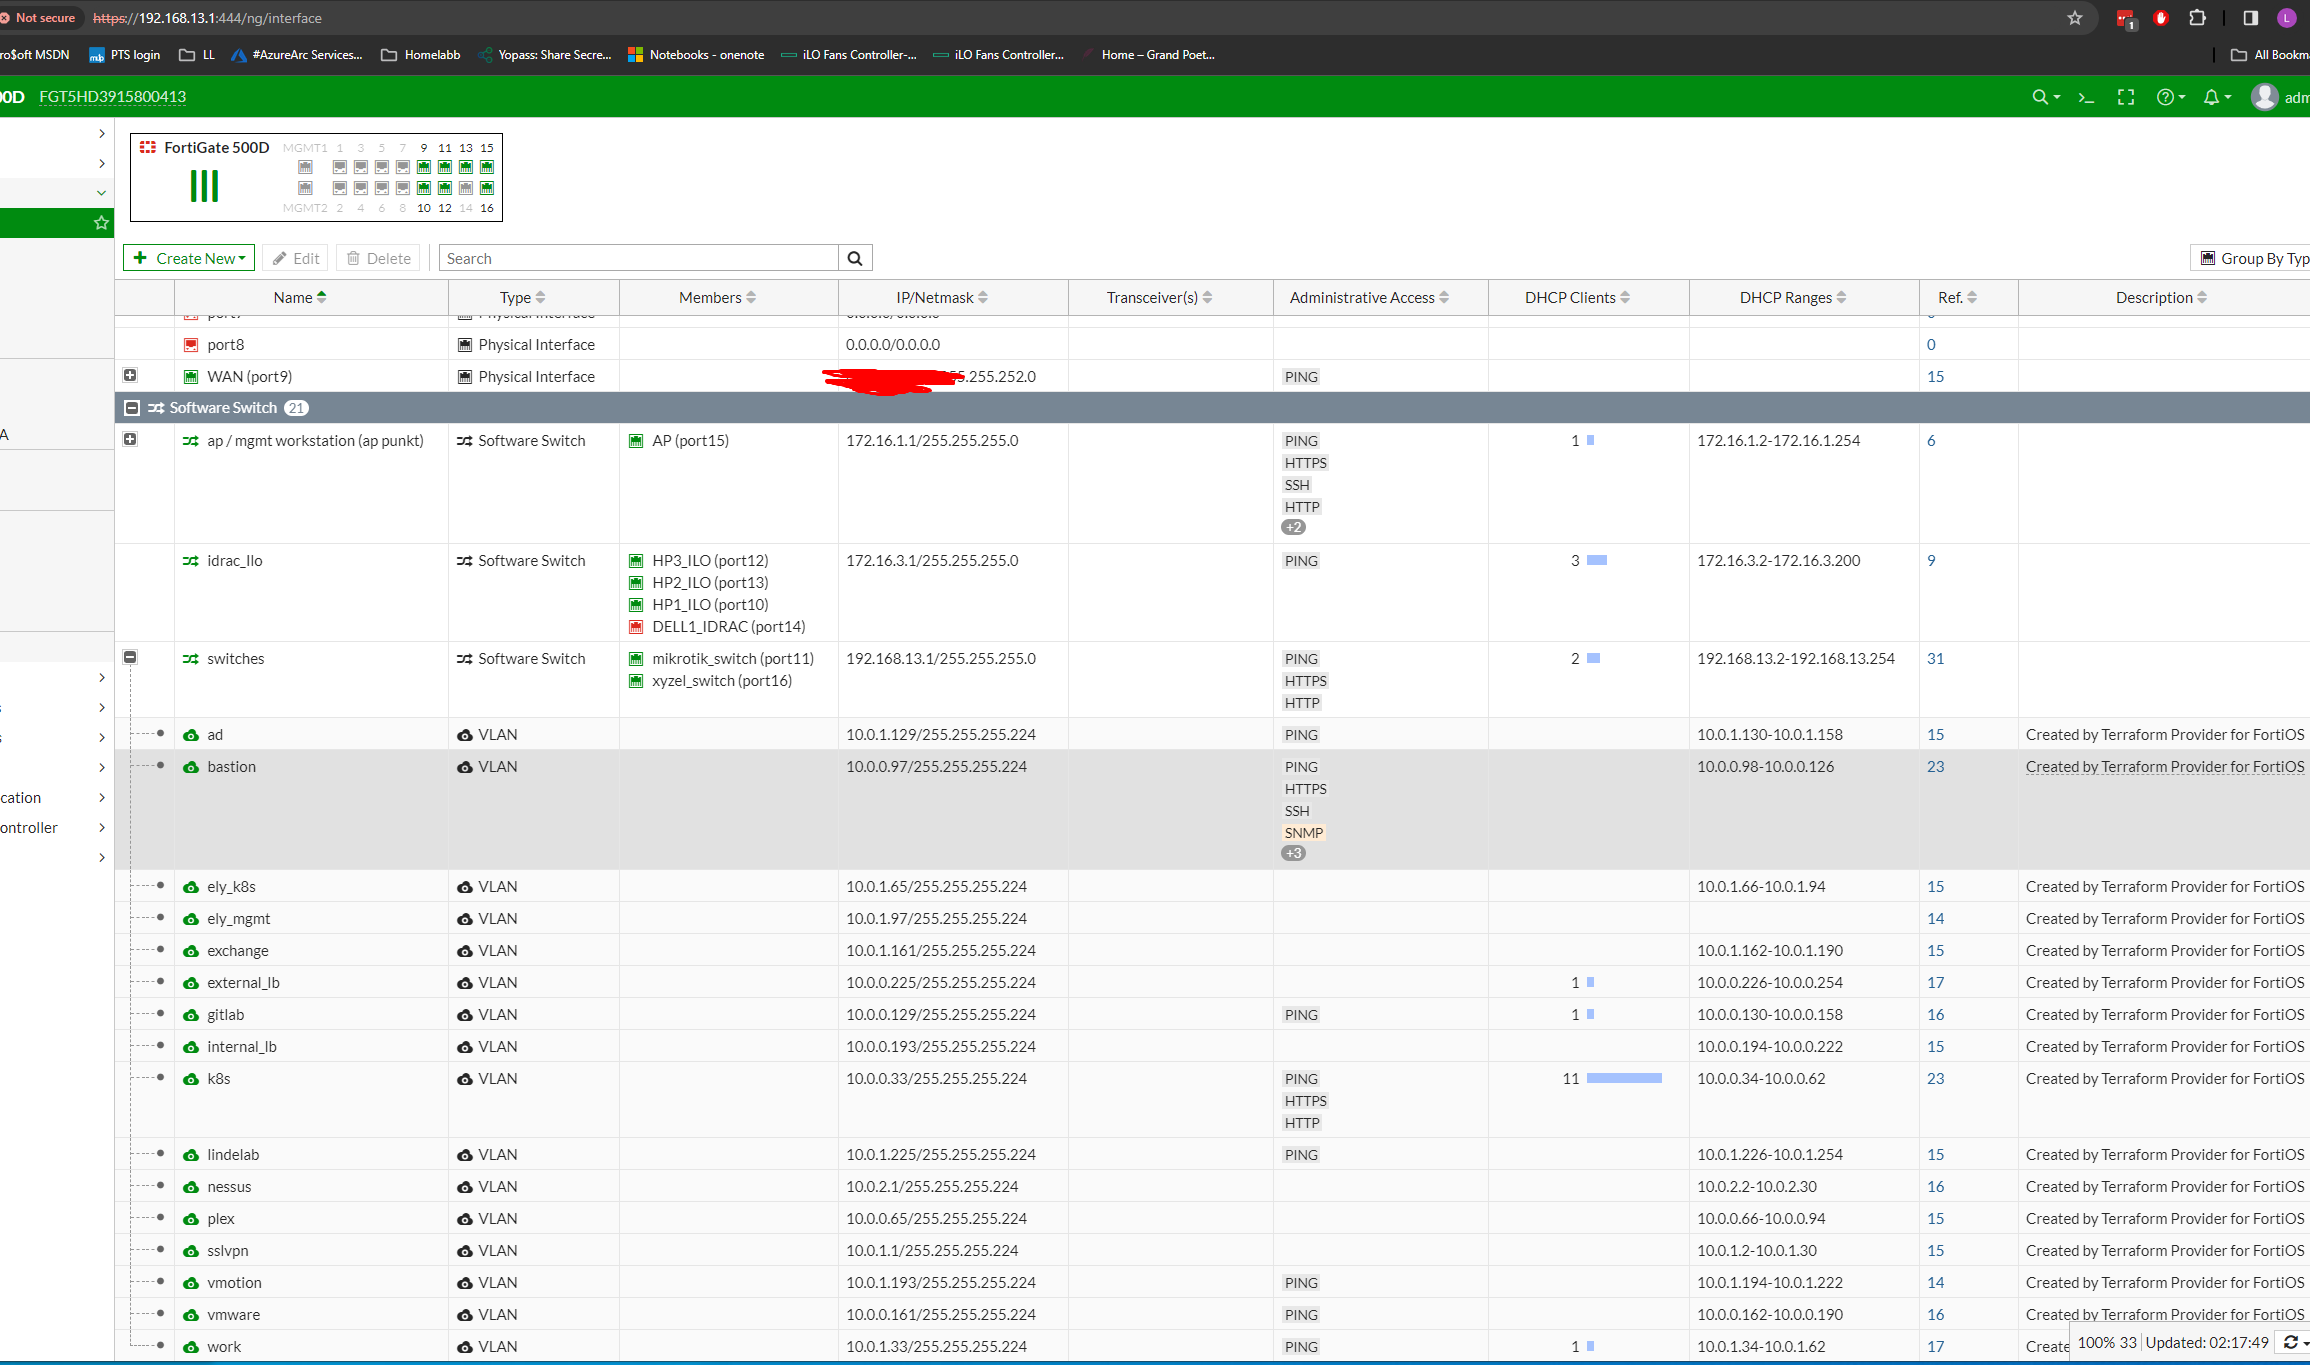 Not secure https://192.168.13.1:444/ng/interface
ro$oft MSDN PTS login LL #AzureArc Services... Homelabb Yopass: Share Secre... Notebooks - onenote iLO Fans Controller-... iLO Fans Controller... Home – Grand Poet... All Bookm
00D FGT5HD3915800413 adm
FortiGate 500D MGMT1 1 3 5 7 9 11 13 15
MGMT2 2 4 6 8 10 12 14 16
Create New Edit Delete Search Group By Typ
Name Type Members IP/Netmask Transceiver(s) Administrative Access DHCP Clients DHCP Ranges Ref. Description
port8 Physical Interface 0.0.0.0/0.0.0.0 0
WAN (port9) Physical Interface 55.255.252.0 PING 15
Software Switch 21
A
ap / mgmt workstation (ap punkt) Software Switch AP (port15) 172.16.1.1/255.255.255.0 PING 1 172.16.1.2-172.16.1.254 6
HTTPS
SSH
HTTP
+2
idrac_Ilo Software Switch HP3_ILO (port12) 172.16.3.1/255.255.255.0 PING 3 172.16.3.2-172.16.3.200 9
HP2_ILO (port13)
HP1_ILO (port10)
DELL1_IDRAC (port14)
switches Software Switch mikrotik_switch (port11) 192.168.13.1/255.255.255.0 PING 2 192.168.13.2-192.168.13.254 31
xyzel_switch (port16) HTTPS
HTTP
s
ad VLAN 10.0.1.129/255.255.255.224 PING 10.0.1.130-10.0.1.158 15 Created by Terraform Provider for FortiOS
s
bastion VLAN 10.0.0.97/255.255.255.224 PING 10.0.0.98-10.0.0.126 23 Created by Terraform Provider for FortiOS
cation HTTPS
SSH
ontroller SNMP
+3
ely_k8s VLAN 10.0.1.65/255.255.255.224 10.0.1.66-10.0.1.94 15 Created by Terraform Provider for FortiOS
ely_mgmt VLAN 10.0.1.97/255.255.255.224 14 Created by Terraform Provider for FortiOS
exchange VLAN 10.0.1.161/255.255.255.224 10.0.1.162-10.0.1.190 15 Created by Terraform Provider for FortiOS
external_lb VLAN 10.0.0.225/255.255.255.224 1 10.0.0.226-10.0.0.254 17 Created by Terraform Provider for FortiOS
gitlab VLAN 10.0.0.129/255.255.255.224 PING 1 10.0.0.130-10.0.0.158 16 Created by Terraform Provider for FortiOS
internal_lb VLAN 10.0.0.193/255.255.255.224 10.0.0.194-10.0.0.222 15 Created by Terraform Provider for FortiOS
k8s VLAN 10.0.0.33/255.255.255.224 PING 11 10.0.0.34-10.0.0.62 23 Created by Terraform Provider for FortiOS
HTTPS
HTTP
lindelab VLAN 10.0.1.225/255.255.255.224 PING 10.0.1.226-10.0.1.254 15 Created by Terraform Provider for FortiOS
nessus VLAN 10.0.2.1/255.255.255.224 10.0.2.2-10.0.2.30 16 Created by Terraform Provider for FortiOS
plex VLAN 10.0.0.65/255.255.255.224 10.0.0.66-10.0.0.94 15 Created by Terraform Provider for FortiOS
sslvpn VLAN 10.0.1.1/255.255.255.224 10.0.1.2-10.0.1.30 15 Created by Terraform Provider for FortiOS
vmotion VLAN 10.0.1.193/255.255.255.224 PING 10.0.1.194-10.0.1.222 14 Created by Terraform Provider for FortiOS
vmware VLAN 10.0.0.161/255.255.255.224 PING 10.0.0.162-10.0.0.190 16 Created by Terraform Provider for FortiOS
work VLAN 10.0.1.33/255.255.255.224 PING 1 10.0.1.34-10.0.1.62 17 Create 100% 33 Updated: 02:17:49